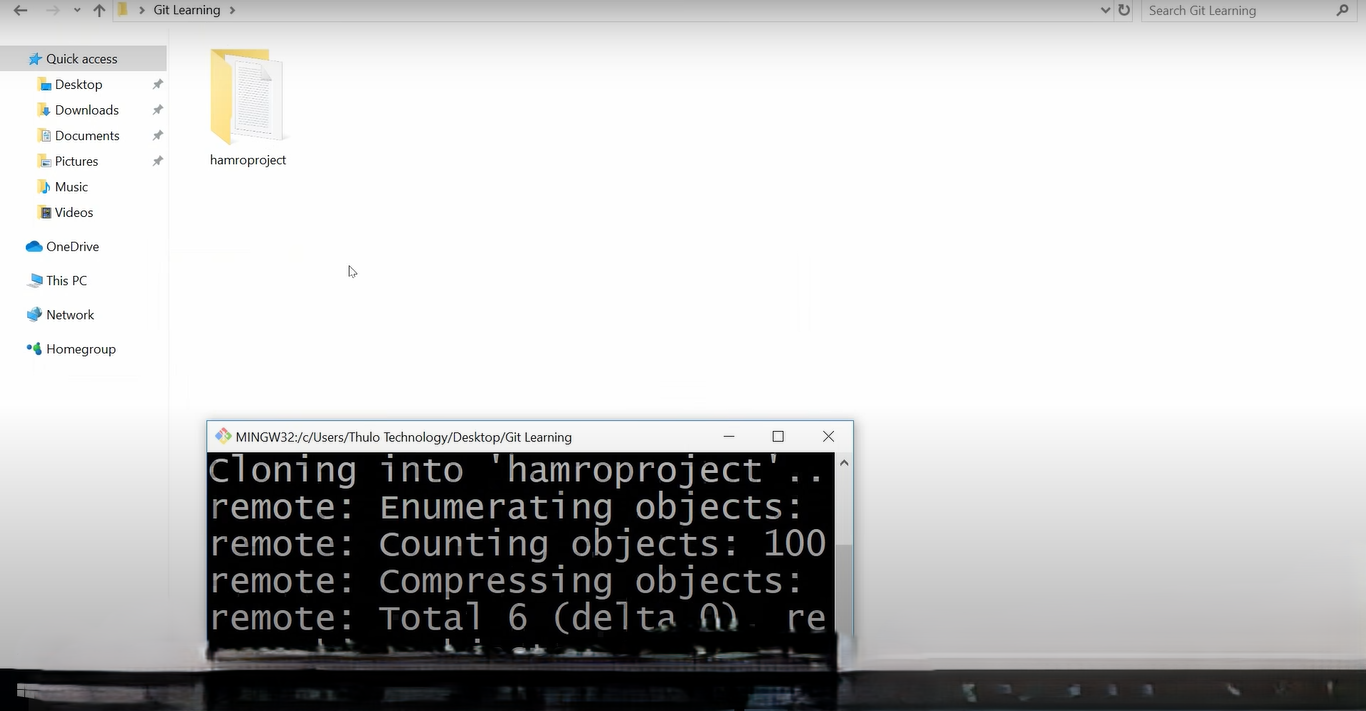 Git Learning
Search Git Learning
Quick access
Desktop
Downloads
Documents
Pictures
Music
Videos
OneDrive
This PC
Network
Homegroup
hamroproject
MINGW32:/c/Users/Thulo Technology/Desktop/Git Learning
Cloning into 'hamroproject'..
remote: Enumerating objects:
remote: Counting objects: 100
remote: Compressing objects:
remote: Total 6 (delta 0), re